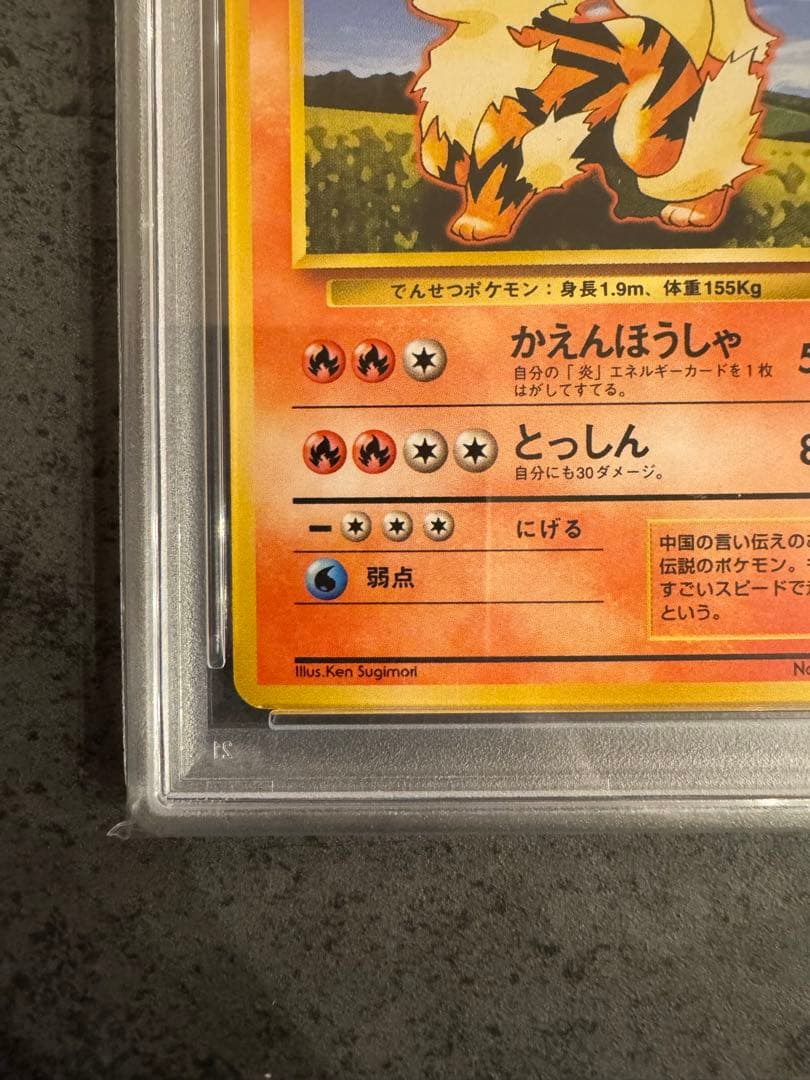 でんせつポケモン：身長1.9m、体重155Kg
かえんほうしゃ
自分の「炎」エネルギーカードを1枚
はがしてすてる。
とっしん
自分にも30ダメージ。
にげる
弱点
中国の言い伝えの
伝説のポケモン。
すごいスピードで
という。
Illus.Ken Sugimori
No
21